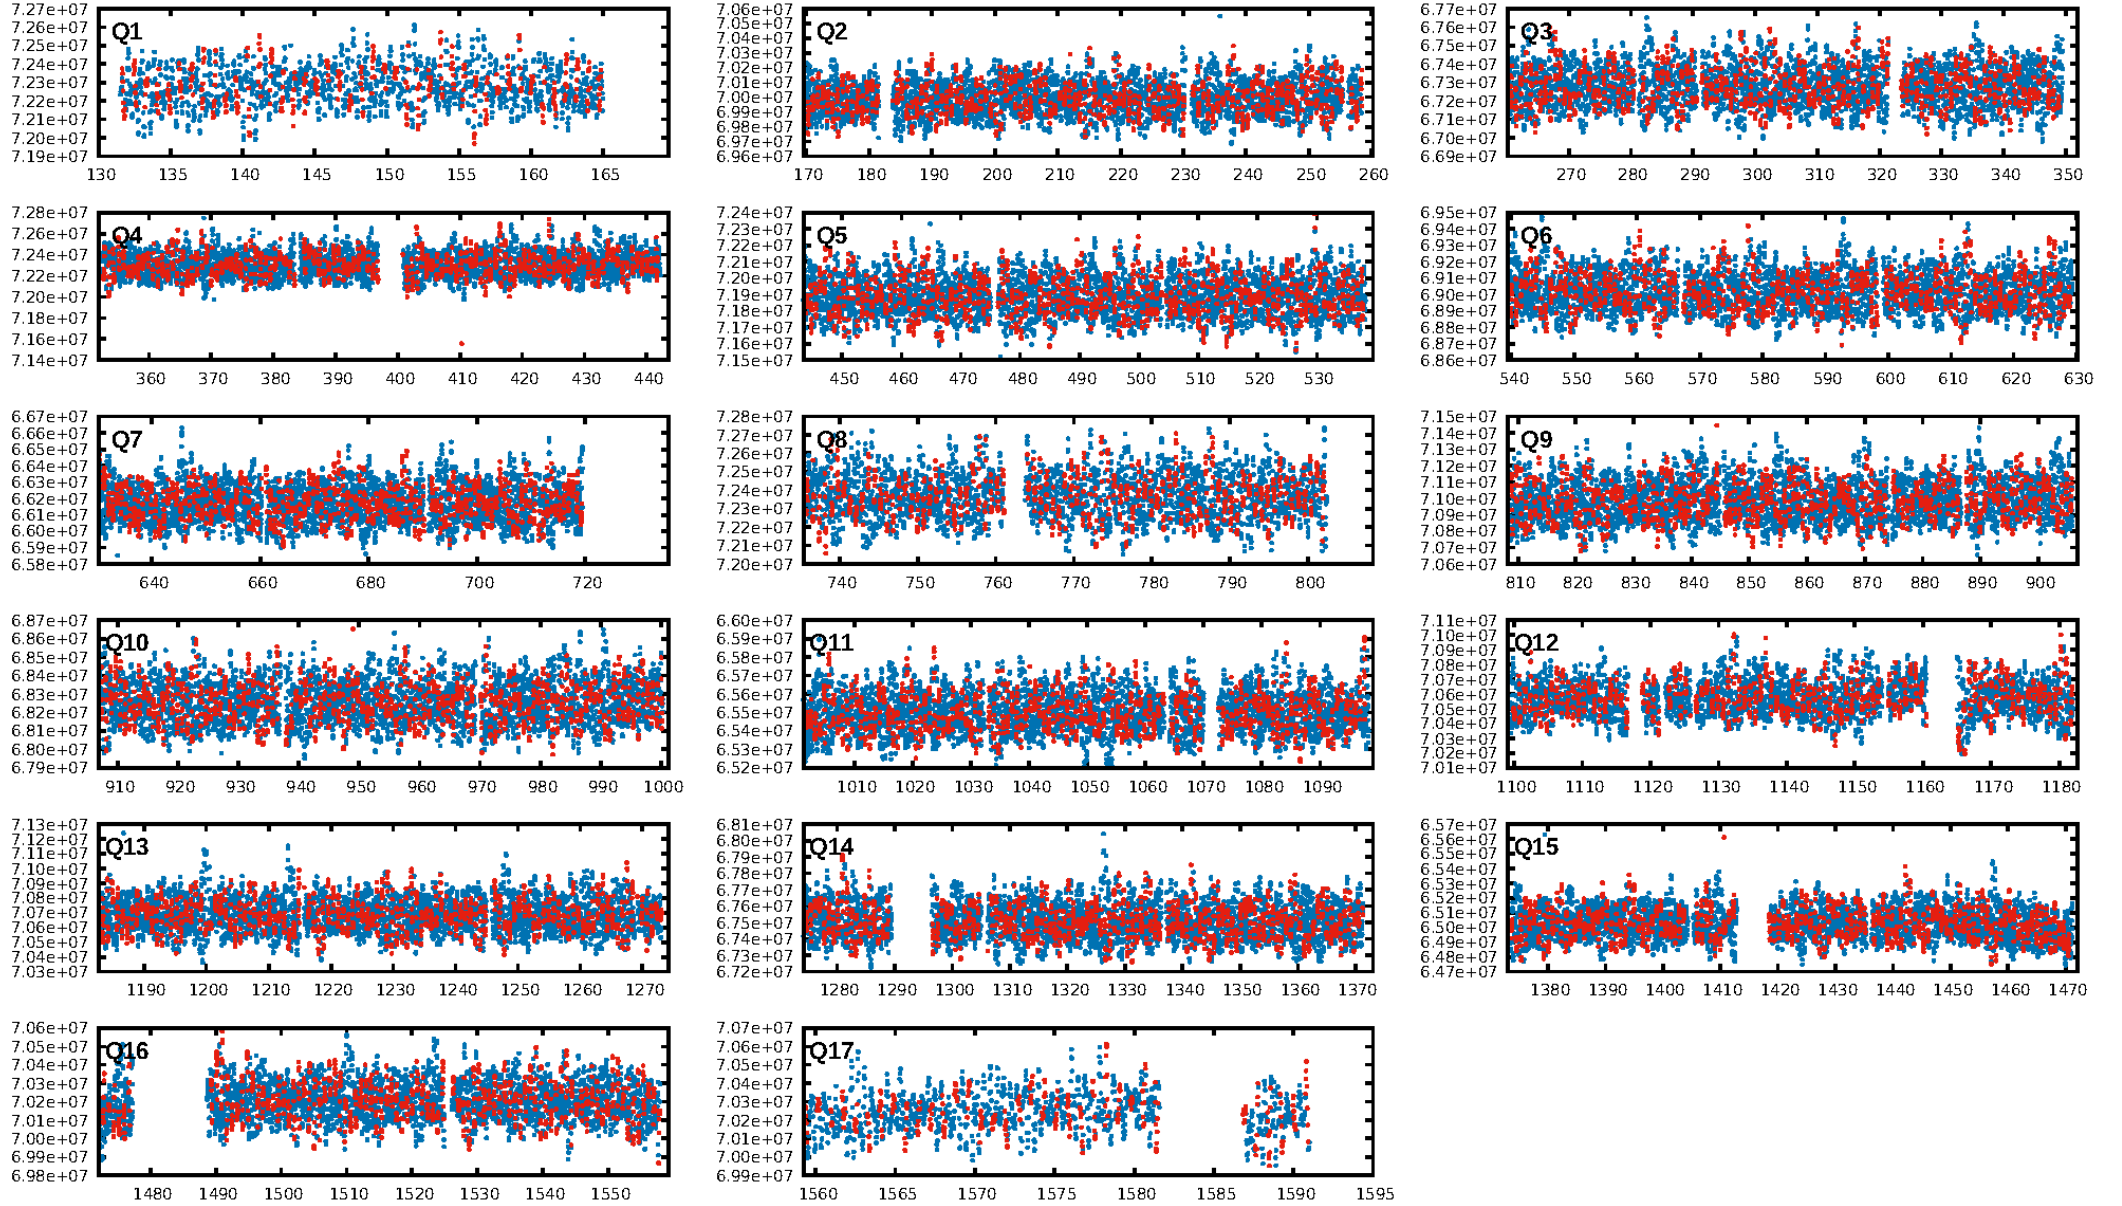 7.27e+07
7.26e+07
7.25e+07
7.24e+07
7.23e+07
7.22e+07
7.21e+07
7.20e+07
7.19e+07
Q1
130 135 140 145 150 155 160 165
7.06e+07
7.05e+07
7.04e+07
7.03e+07
7.02e+07
7.01e+07
7.00e+07
6.99e+07
6.98e+07
6.97e+07
6.96e+07
Q2
170 180 190 200 210 220 230 240 250 260
6.77e+07
6.76e+07
6.75e+07
6.74e+07
6.73e+07
6.72e+07
6.71e+07
6.70e+07
6.69e+07
Q3
270 280 290 300 310 320 330 340 350
7.28e+07
7.26e+07
7.24e+07
7.22e+07
7.20e+07
7.18e+07
7.16e+07
7.14e+07
Q4
360 370 380 390 400 410 420 430 440
7.24e+07
7.23e+07
7.22e+07
7.21e+07
7.20e+07
7.19e+07
7.18e+07
7.17e+07
7.16e+07
7.15e+07
Q5
450 460 470 480 490 500 510 520 530
6.95e+07
6.94e+07
6.93e+07
6.92e+07
6.91e+07
6.90e+07
6.89e+07
6.88e+07
6.87e+07
6.86e+07
Q6
540 550 560 570 580 590 600 610 620 630
6.67e+07
6.66e+07
6.65e+07
6.64e+07
6.63e+07
6.62e+07
6.61e+07
6.60e+07
6.59e+07
6.58e+07
Q7
640 660 680 700 720
7.28e+07
7.27e+07
7.26e+07
7.25e+07
7.24e+07
7.23e+07
7.22e+07
7.21e+07
7.20e+07
Q8
740 750 760 770 780 790 800
7.15e+07
7.14e+07
7.13e+07
7.12e+07
7.11e+07
7.10e+07
7.09e+07
7.08e+07
7.07e+07
7.06e+07
Q9
810 820 830 840 850 860 870 880 890 900
6.87e+07
6.86e+07
6.85e+07
6.84e+07
6.83e+07
6.82e+07
6.81e+07
6.80e+07
6.79e+07
Q10
910 920 930 940 950 960 970 980 990 1000
6.60e+07
6.59e+07
6.58e+07
6.56e+07
6.55e+07
6.54e+07
6.53e+07
6.52e+07
Q11
1010 1020 1030 1040 1050 1060 1070 1080 1090
7.11e+07
7.10e+07
7.09e+07
7.08e+07
7.07e+07
7.06e+07
7.05e+07
7.04e+07
7.03e+07
7.02e+07
7.01e+07
Q12
1100 1110 1120 1130 1140 1150 1160 1170 1180
7.13e+07
7.12e+07
7.11e+07
7.10e+07
7.09e+07
7.08e+07
7.07e+07
7.06e+07
7.05e+07
7.04e+07
7.03e+07
Q13
1190 1200 1210 1220 1230 1240 1250 1260 1270
6.81e+07
6.80e+07
6.79e+07
6.78e+07
6.77e+07
6.76e+07
6.75e+07
6.74e+07
6.73e+07
6.72e+07
Q14
1280 1290 1300 1310 1320 1330 1340 1350 1360 1370
6.57e+07
6.56e+07
6.55e+07
6.54e+07
6.53e+07
6.52e+07
6.51e+07
6.50e+07
6.49e+07
6.48e+07
6.47e+07
Q15
1380 1390 1400 1410 1420 1430 1440 1450 1460 1470
7.06e+07
7.05e+07
7.04e+07
7.03e+07
7.02e+07
7.01e+07
7.00e+07
6.99e+07
6.98e+07
Q16
1480 1490 1500 1510 1520 1530 1540 1550
7.07e+07
7.06e+07
7.05e+07
7.04e+07
7.03e+07
7.02e+07
7.01e+07
7.00e+07
6.99e+07
Q17
1560 1565 1570 1575 1580 1585 1590 1595